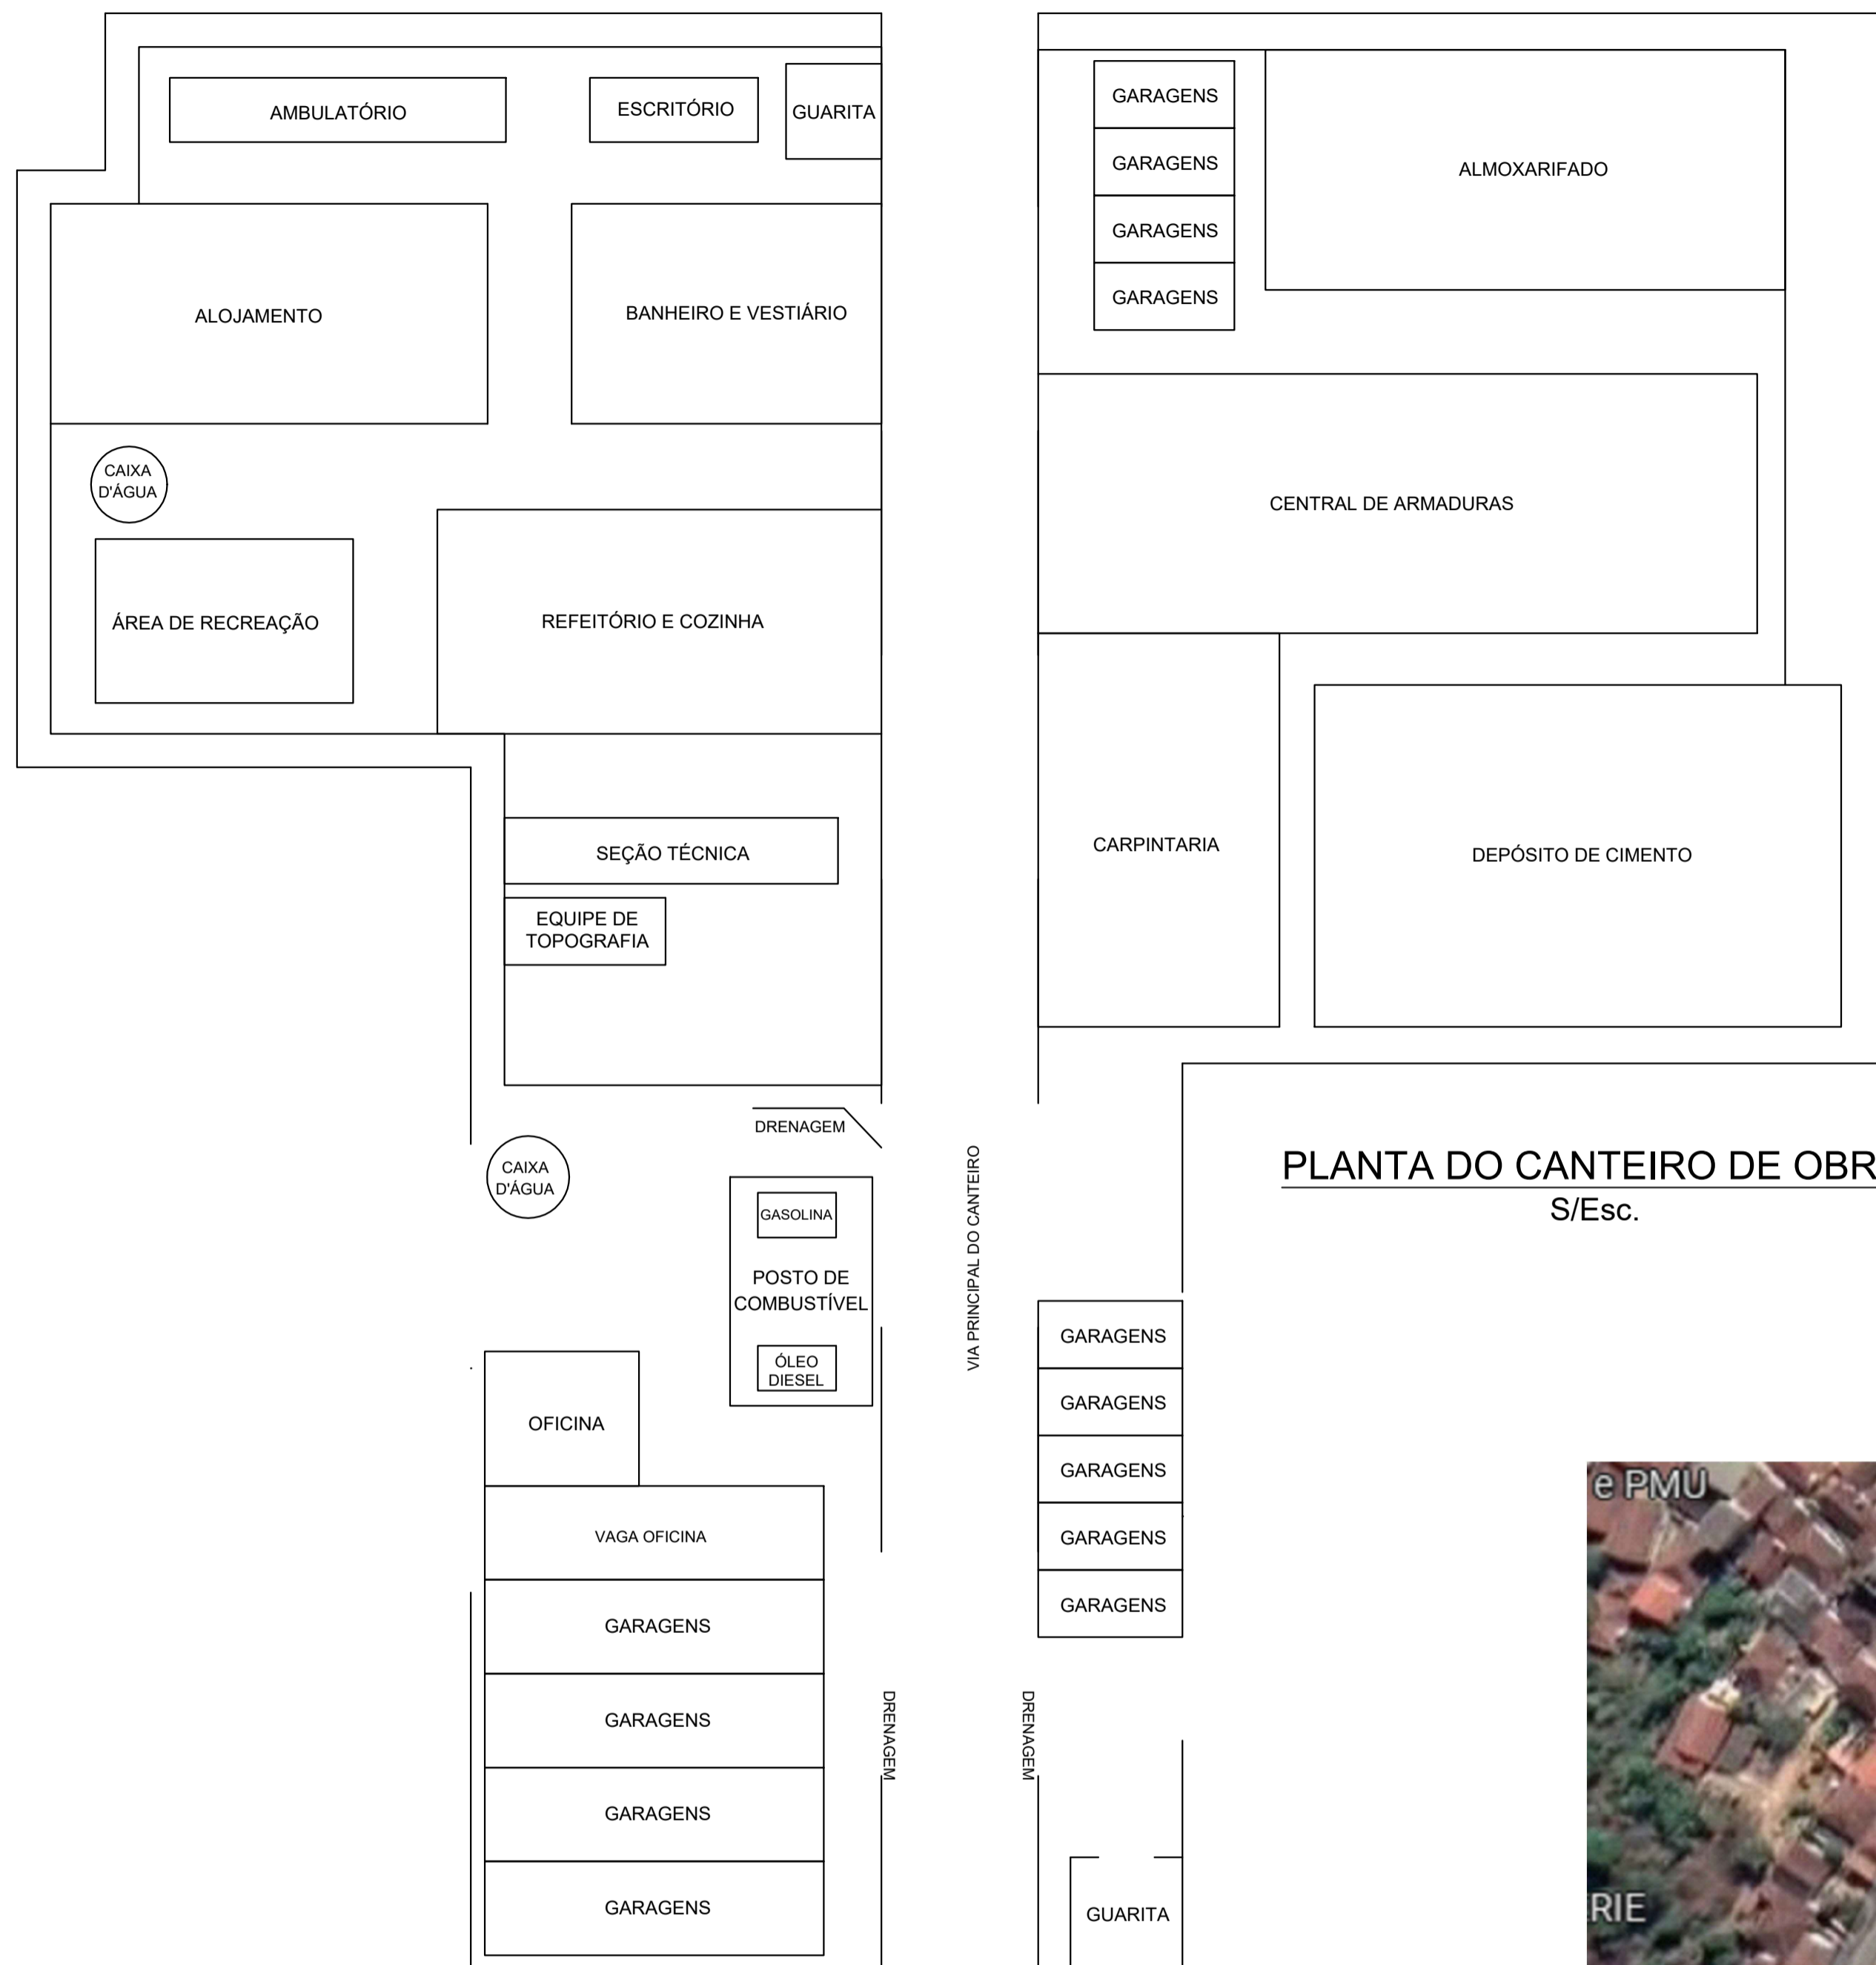 AMBULATÓRIO
ESCRITÓRIO
GUARITA
ALOJAMENTO
BANHEIRO E VESTIÁRIO
CAIXA
D'ÁGUA
ÁREA DE RECREAÇÃO
REFEITÓRIO E COZINHA
SEÇÃO TÉCNICA
EQUIPE DE
TOPOGRAFIA
DRENAGEM
CAIXA
D'ÁGUA
GASOLINA
POSTO DE
COMBUSTÍVEL
ÓLEO
DIESEL
OFICINA
VAGA OFICINA
GARAGENS
GARAGENS
GARAGENS
GARAGENS
DRENAGEM
VIA PRINCIPAL DO CANTEIRO
DRENAGEM
GARAGENS
GARAGENS
GARAGENS
GARAGENS
ALMOXARIFADO
CENTRAL DE ARMADURAS
CARPINTARIA
DEPÓSITO DE CIMENTO
PLANTA DO CANTEIRO DE OBR
S/Esc.
GARAGENS
GARAGENS
GARAGENS
GARAGENS
GARAGENS
GUARITA
e PMU
RIE